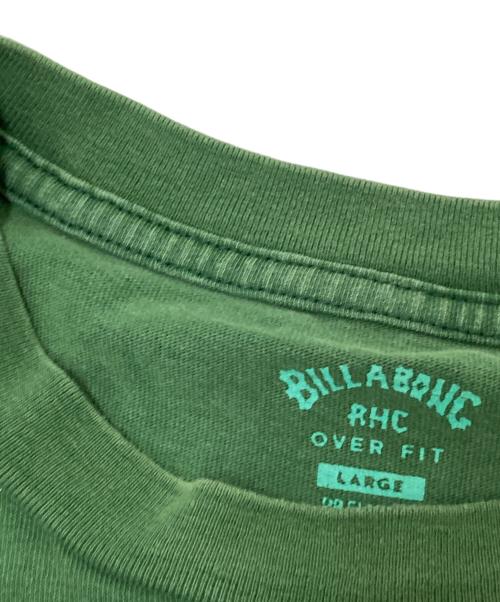 BILLABONG
RHC
OVER FIT
LARGE